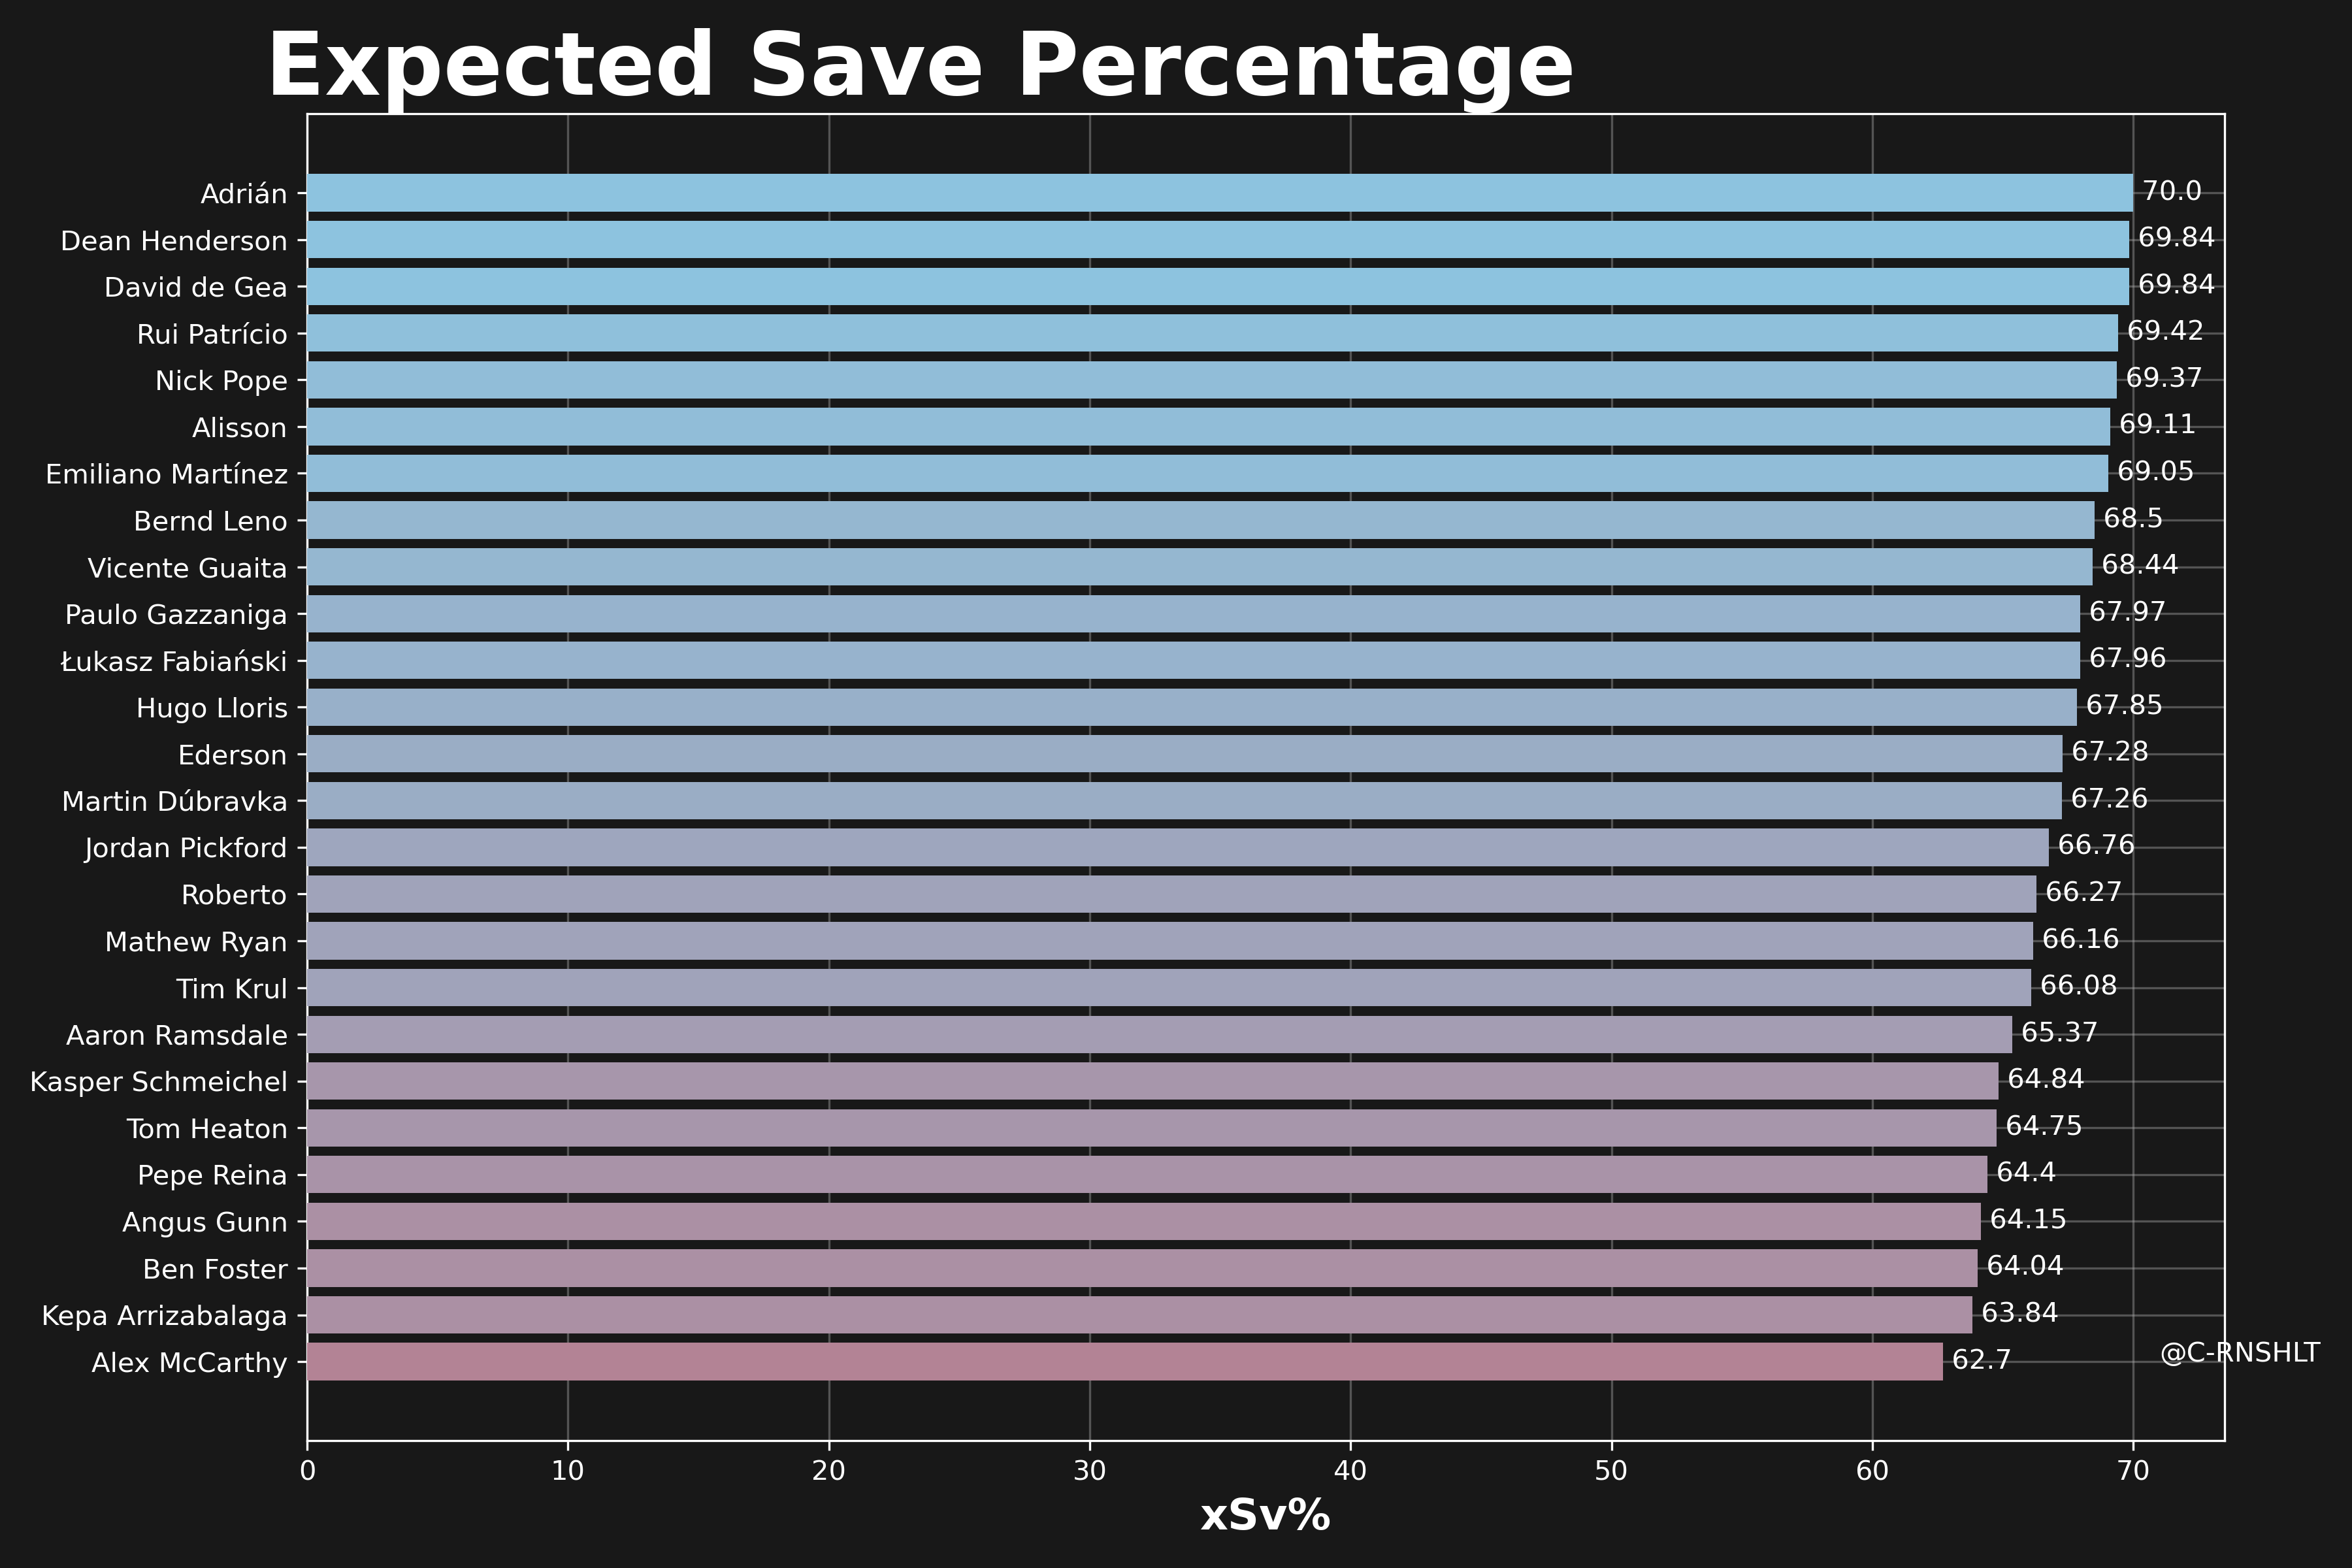 Expected Save Percentage
Adrián 70.0
Dean Henderson 69.84
David de Gea 69.84
Rui Patrício 69.42
Nick Pope 69.37
Alisson 69.11
Emiliano Martínez 69.05
Bernd Leno 68.5
Vicente Guaita 68.44
Paulo Gazzaniga 67.97
Łukasz Fabiański 67.96
Hugo Lloris 67.85
Ederson 67.28
Martin Dúbravka 67.26
Jordan Pickford 66.76
Roberto 66.27
Mathew Ryan 66.16
Tim Krul 66.08
Aaron Ramsdale 65.37
Kasper Schmeichel 64.84
Tom Heaton 64.75
Pepe Reina 64.4
Angus Gunn 64.15
Ben Foster 64.04
Kepa Arrizabalaga 63.84
Alex McCarthy 62.7 @C-RNSHLT
0 10 20 30 40 50 60 70
xSv%